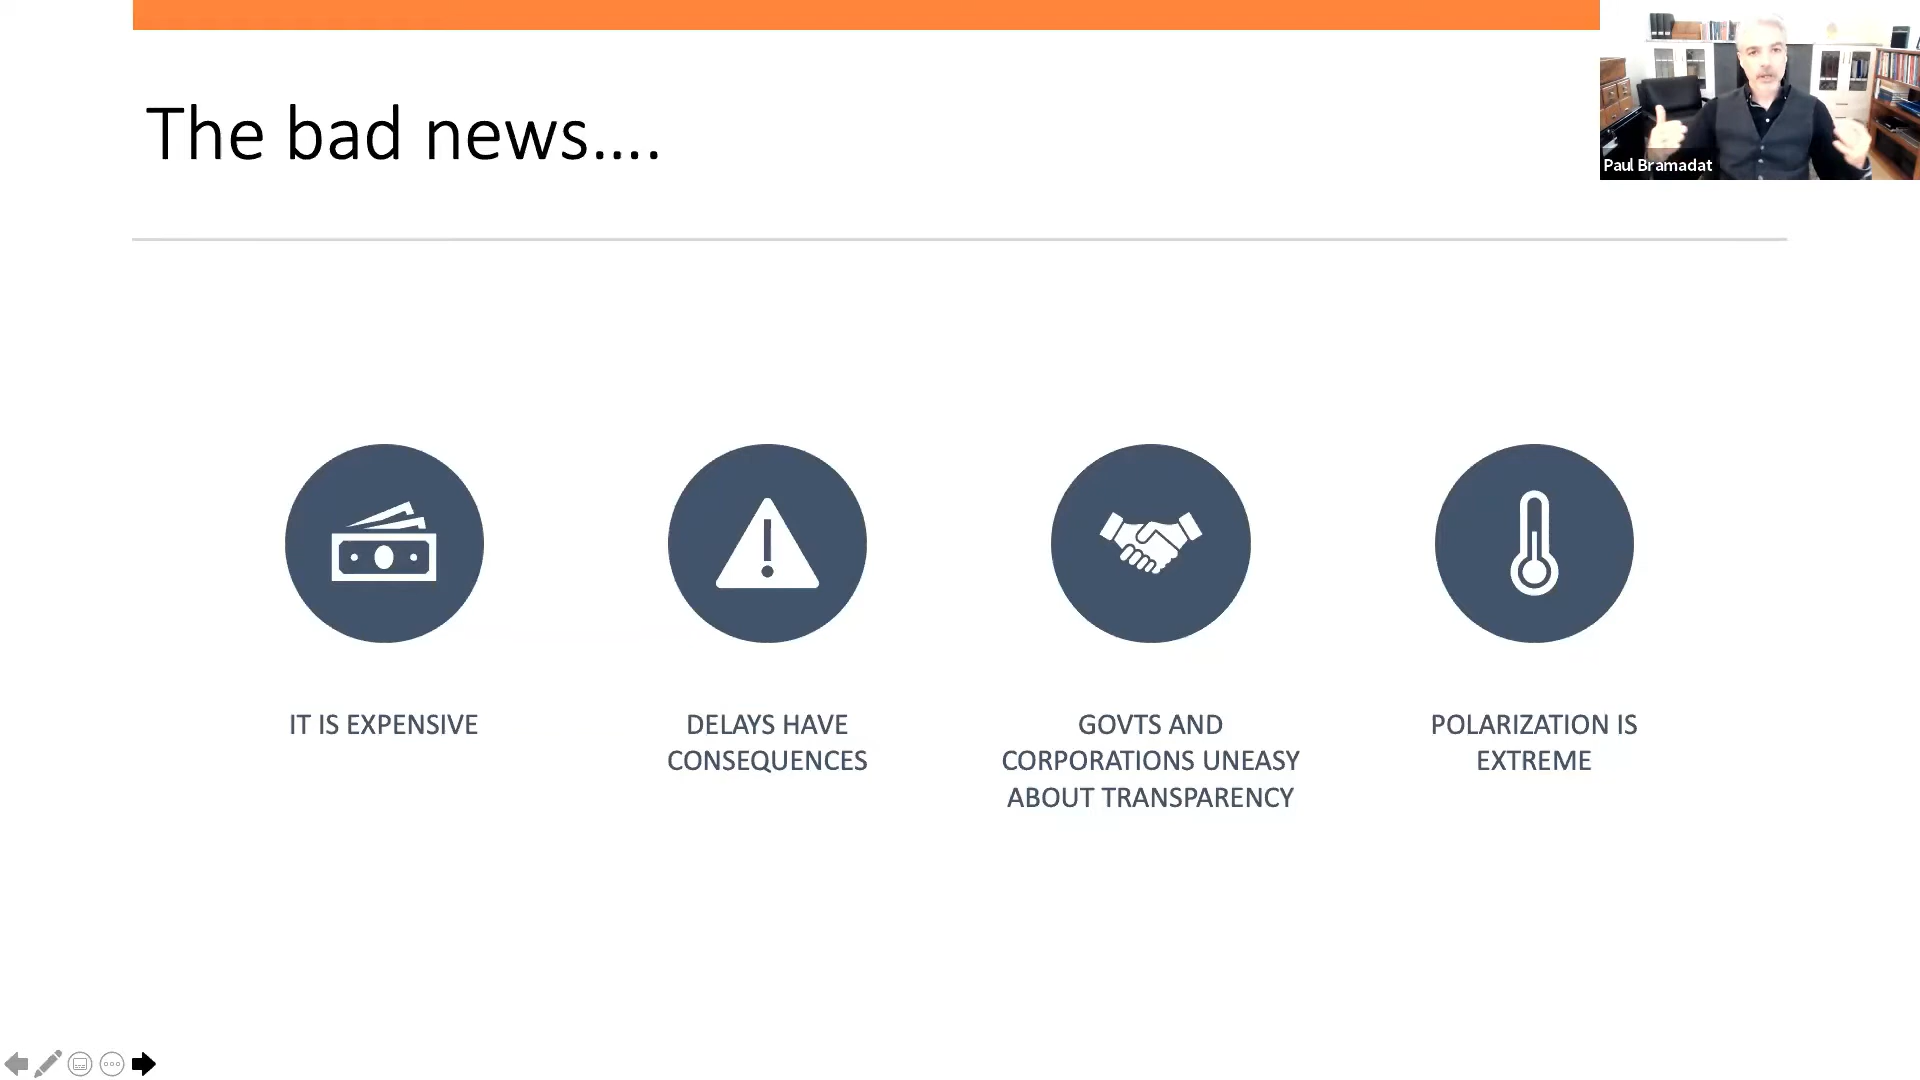 The bad news....
Paul Bramadat
IT IS EXPENSIVE
DELAYS HAVE
CONSEQUENCES
GOVTS AND
CORPORATIONS UNEASY
ABOUT TRANSPARENCY
POLARIZATION IS
EXTREME